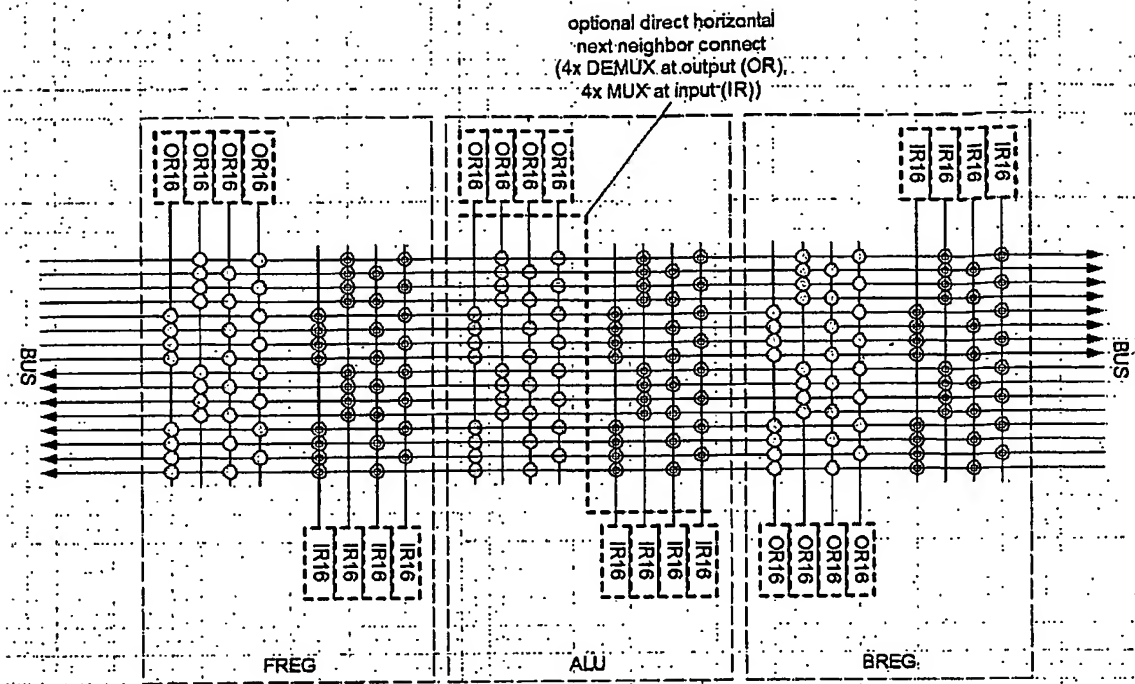 optional direct horizontal
next neighbor connect
(4x DEMUX at output (OR),
4x MUX at input (IR))
OR16
OR16
OR16
OR16
OR16
OR16
OR16
OR16
IR16
IR16
IR16
IR16
BUS
BUS
IR16
IR16
IR16
IR16
IR16
IR16
IR16
IR16
OR16
OR16
OR16
OR16
FREG
ALU
BREG